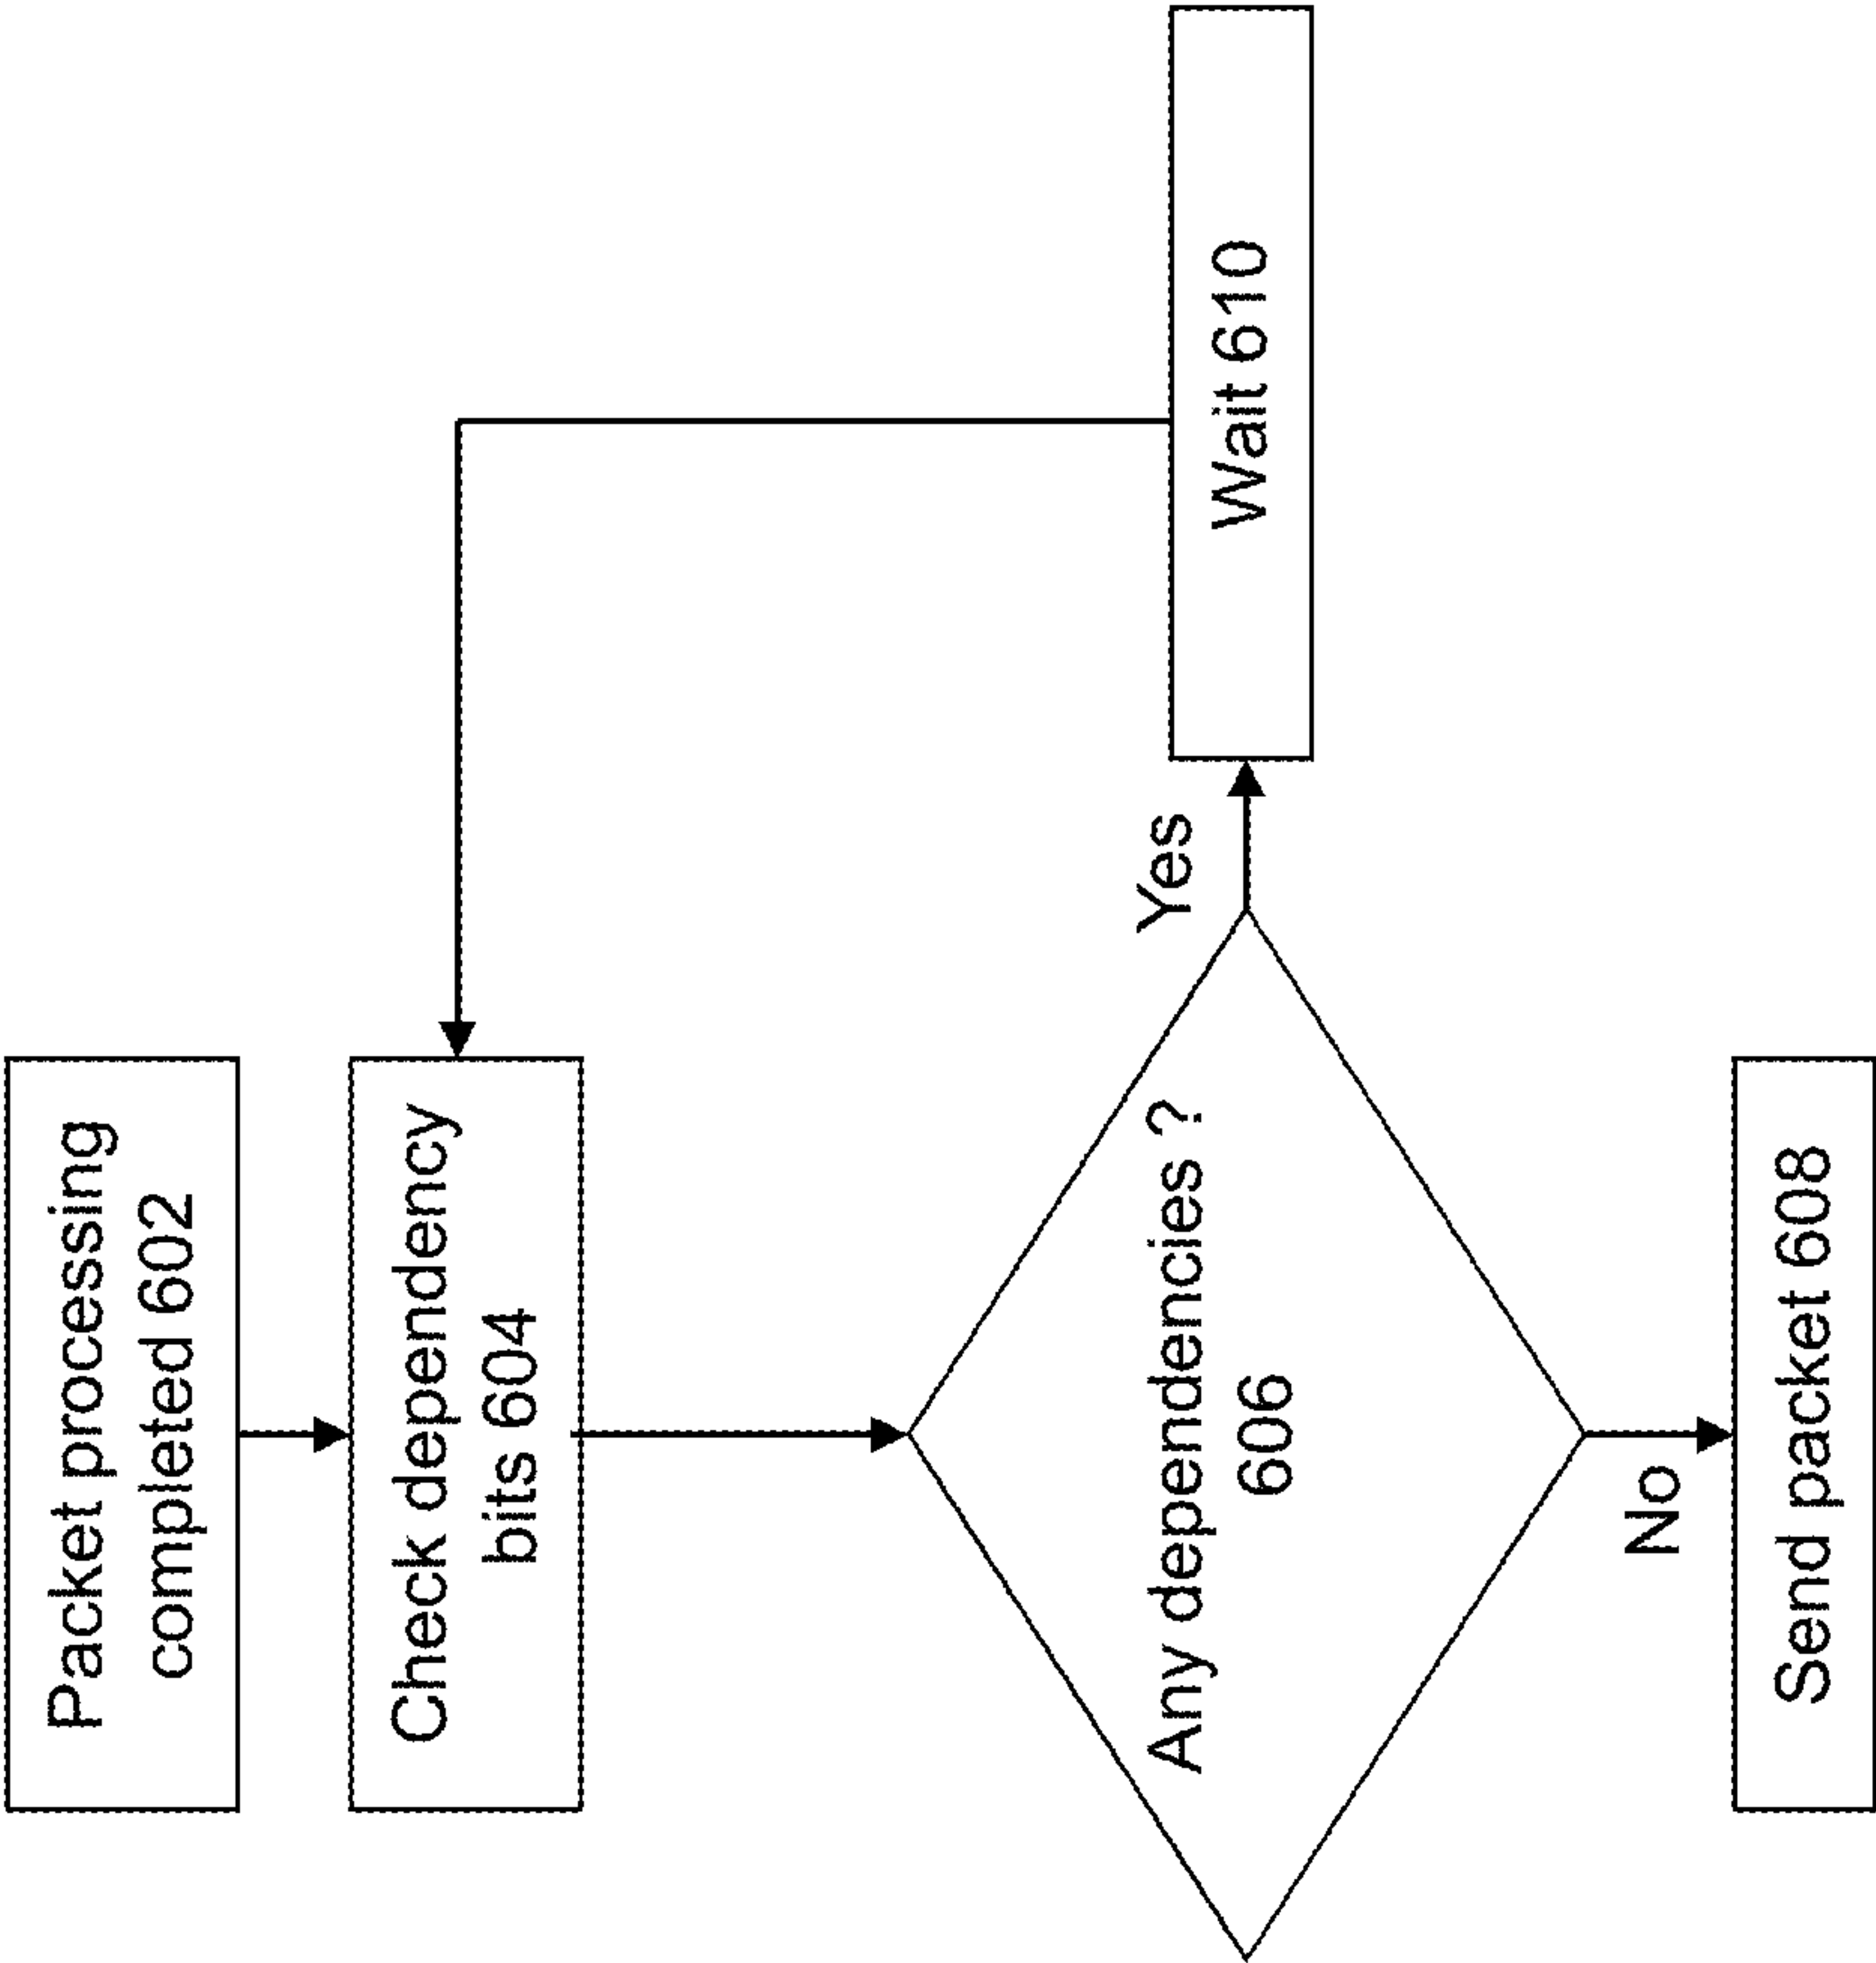 Packet processing
completed 602
Check dependency
bits 604
Any dependencies ?
606
Yes
Wait 610
No
Send packet 608